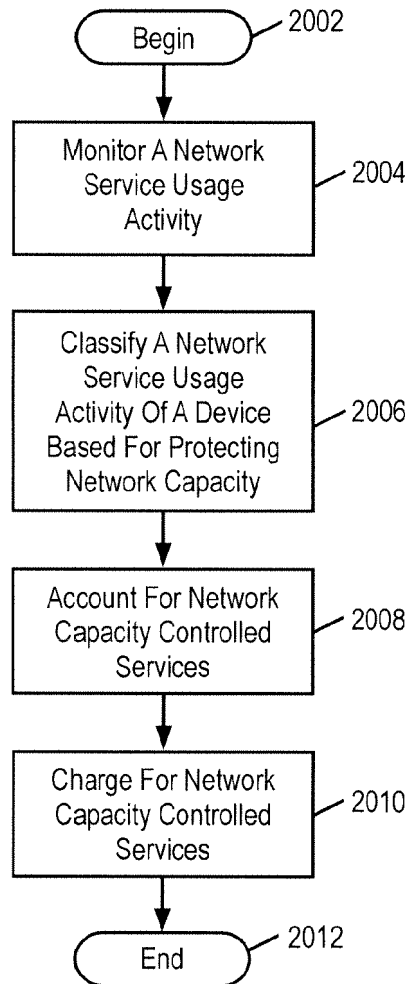 Begin
2002
Monitor A Network
Service Usage
Activity
2004
Classify A Network
Service Usage
Activity Of A Device
Based For Protecting
Network Capacity
2006
Account For Network
Capacity Controlled
Services
2008
Charge For Network
Capacity Controlled
Services
2010
End
2012